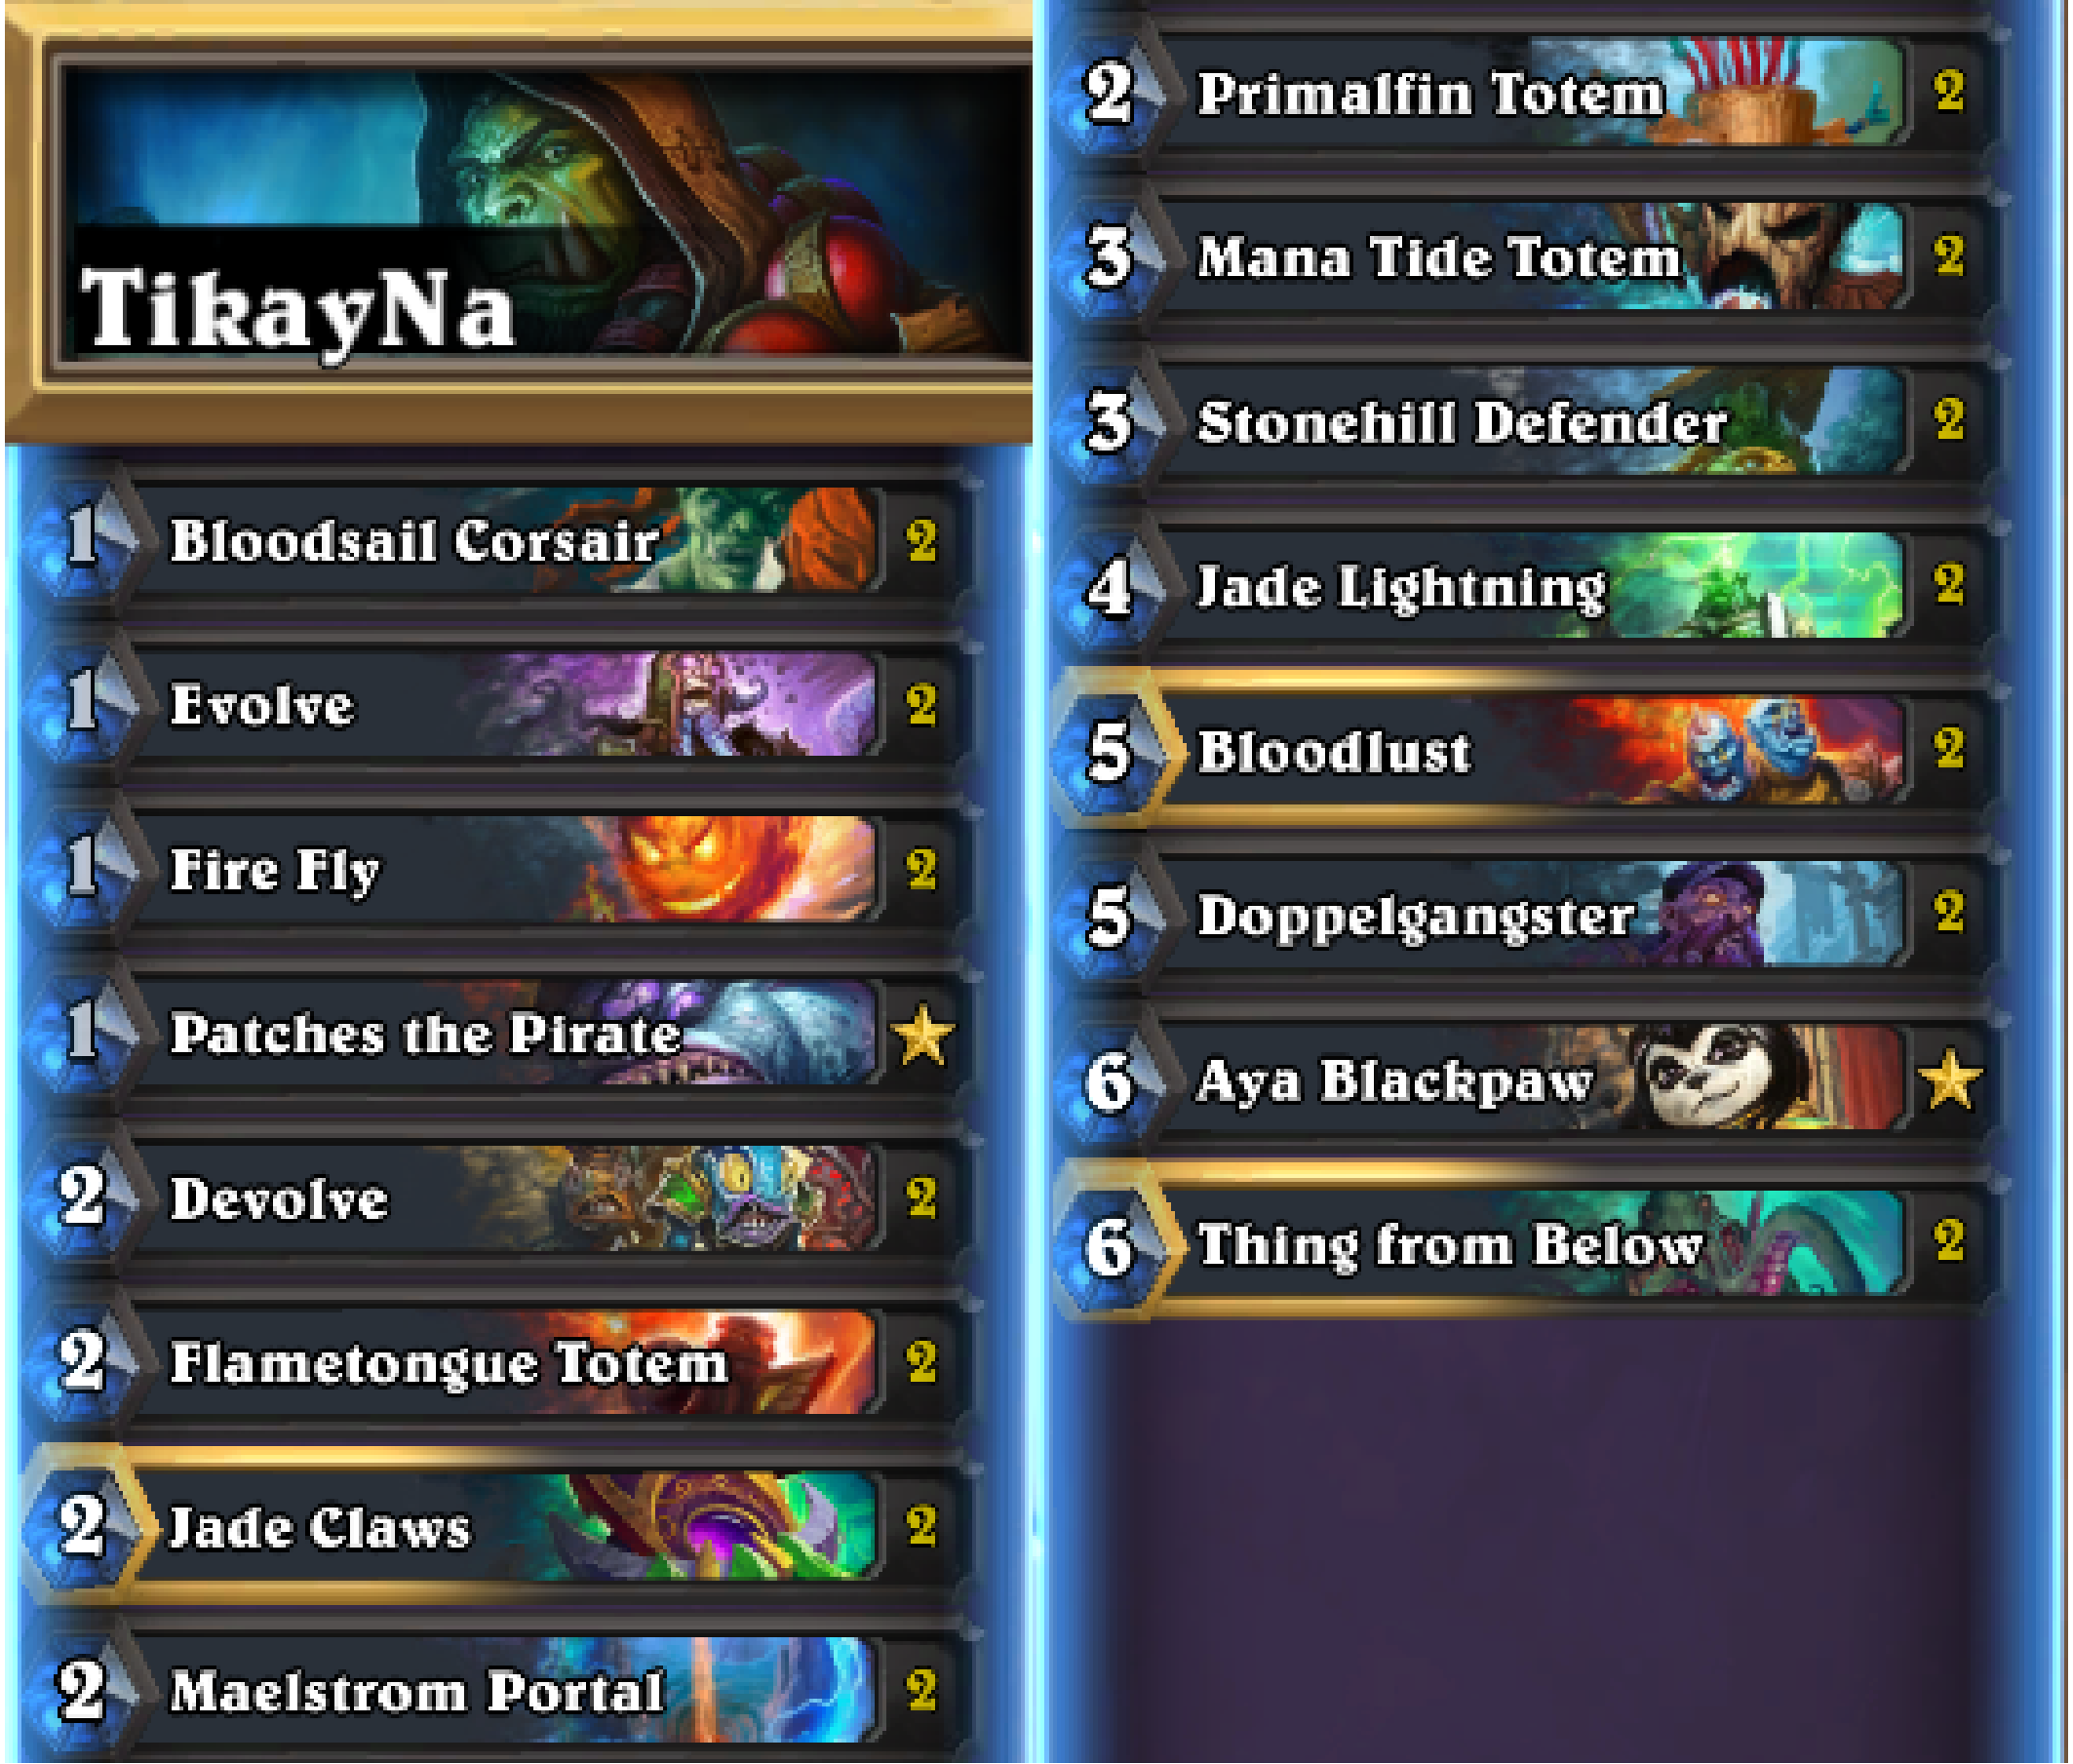 TikayNa
1 Bloodsail Corsair 2
1 Evolve 2
1 Fire Fly 2
1 Patches the Pirate
2 Devolve 2
2 Flametongue Totem 2
2 Jade Claws 2
2 Maelstrom Portal 2
2 Primalfin Totem 2
3 Mana Tide Totem 2
3 Stonehill Defender 2
4 Jade Lightning 2
5 Bloodlust 2
5 Doppelgangster 2
6 Aya Blackpaw
6 Thing from Below 2